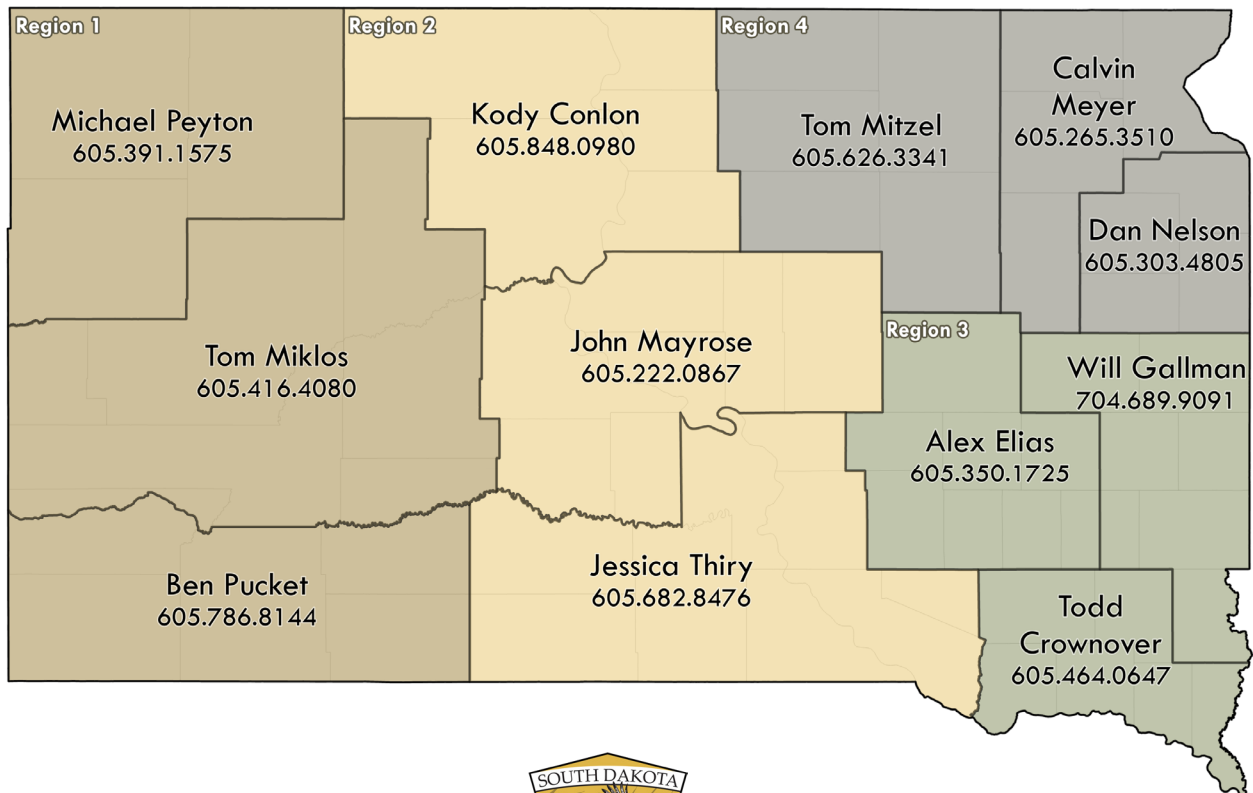 Region 1
Michael Peyton
605.391.1575
Tom Miklos
605.416.4080
Ben Pucket
605.786.8144
Region 2
Kody Conlon
605.848.0980
John Mayrose
605.222.0867
Jessica Thiry
605.682.8476
Region 4
Tom Mitzel
605.626.3341
Calvin
Meyer
605.265.3510
Dan Nelson
605.303.4805
Region 3
Will Gallman
704.689.9091
Alex Elias
605.350.1725
Todd
Crownover
605.464.0647
SOUTH DAKOTA